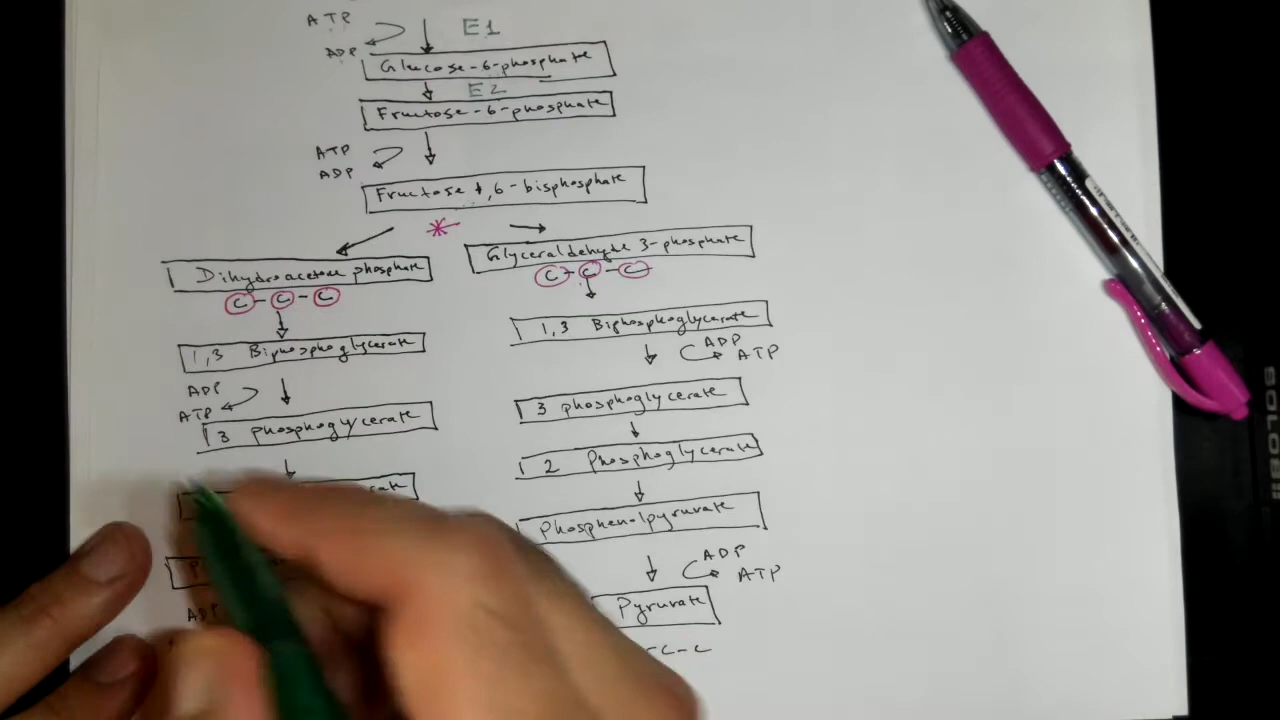 ATP
E1
ADP
Glucose-6-phosphate
E2
Fructose-6-phosphate
ATP
ADP
Fructose 1,6-bisphosphate
*
Dihydroacetone phosphate
C-C-C
Glyceraldehyde 3-phosphate
C-C-C
1,3 Biphosphoglycerate
ADP
ATP
3 phosphoglycerate
1,3 Biphosphoglycerate
ADP
ATP
3 phosphoglycerate
2 Phosphoglycerate
Phosphenolpyruvate
ADP
ATP
Pyruvate
-C-C
ADP